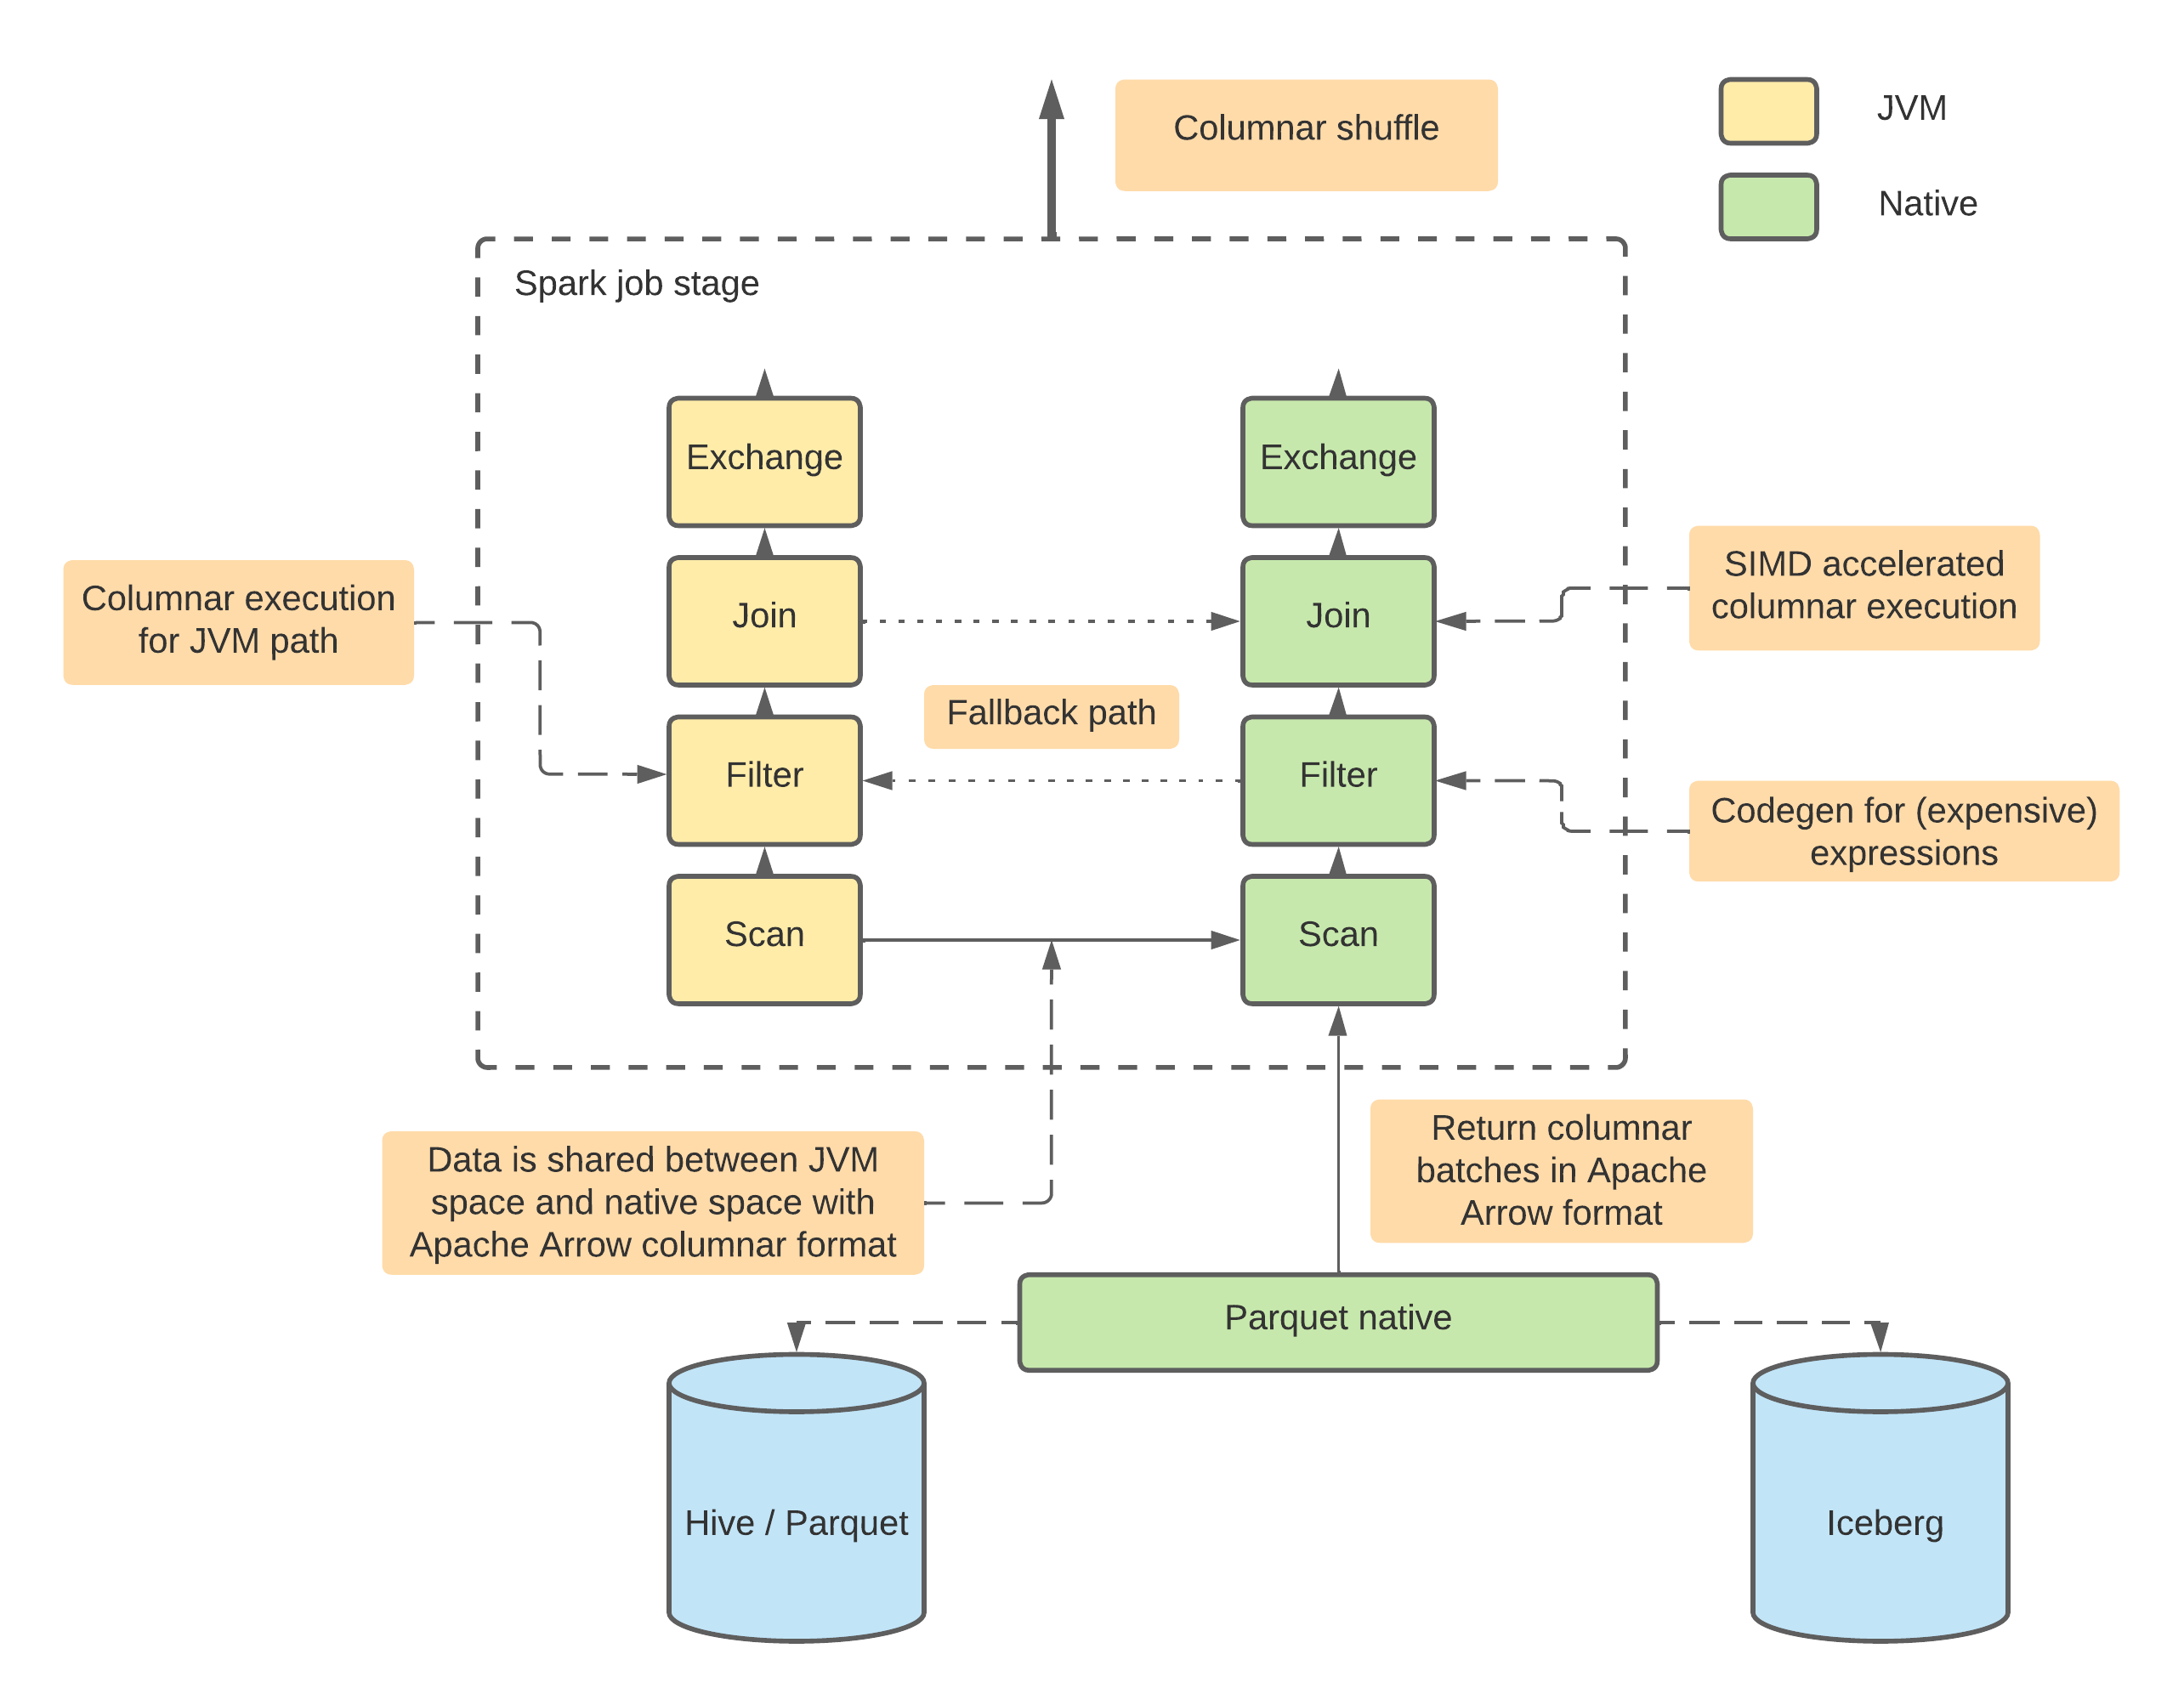 Columnar shuffle
JVM
Native
Spark job stage
Exchange
Exchange
Columnar execution
for JVM path
Join
Join
SIMD accelerated
columnar execution
Fallback path
Filter
Filter
Codegen for (expensive)
expressions
Scan
Scan
Data is shared between JVM
space and native space with
Apache Arrow columnar format
Return columnar
batches in Apache
Arrow format
Parquet native
Hive / Parquet
Iceberg